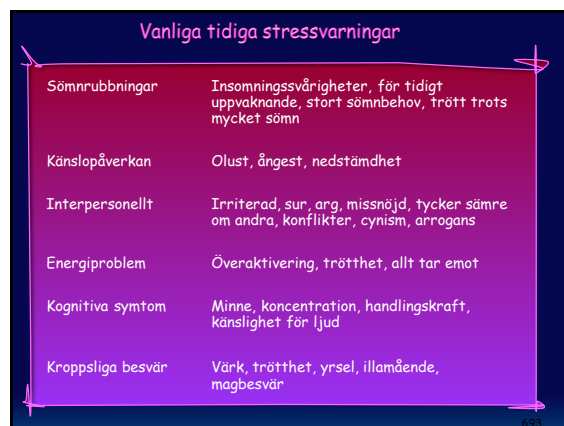 Vanliga tidiga stressvarningar
Sömnrubbningar
Insomningssvårigheter, för tidigt
uppvaknande, stort sömnbehov, trött trots
mycket sömn
Känslopåverkan
Olust, ångest, nedstämdhet
Interpersonellt
Irriterad, sur, arg, missnöjd, tycker sämre
om andra, konflikter, cynism, arrogans
Energiproblem
Överaktivering, trötthet, allt tar emot
Kognitiva symtom
Minne, koncentration, handlingskraft,
känslighet för ljud
Kroppsliga besvär
Värk, trötthet, yrsel, illamående,
magbesvär
693